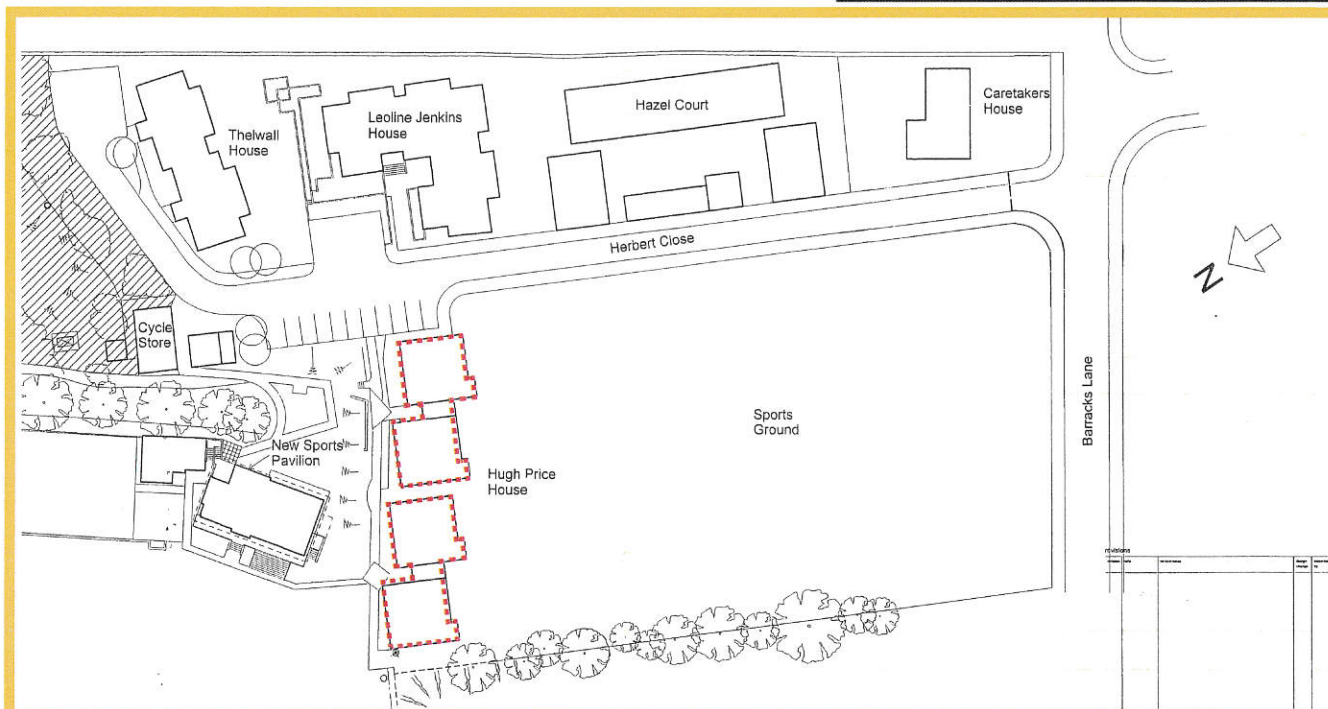 Thelwall
House
Leoline Jenkins
House
Hazel Court
Caretakers
House
Herbert Close
Cycle
Store
New Sports
Pavilion
Hugh Price
House
Sports
Ground
Barracks Lane
N